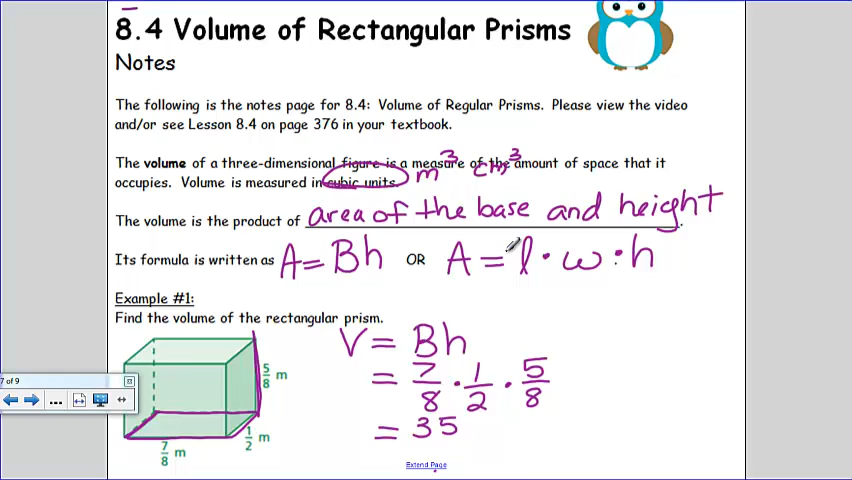 8.4 Volume of Rectangular Prisms
Notes
The following is the notes page for 8.4: Volume of Regular Prisms. Please view the video
and/or see Lesson 8.4 on page 376 in your textbook.
The volume of a three-dimensional figure is a measure of the amount of space that it
occupies. Volume is measured in cubic units. m³ cm³
The volume is the product of area of the base and height.
Its formula is written as A = Bh OR A = l · w · h
Example #1:
Find the volume of the rectangular prism.
V = Bh
= 7/8 · 1/2 · 5/8
= 35
5/8 m
1/2 m
7/8 m
7 of 9
...
Extend Page